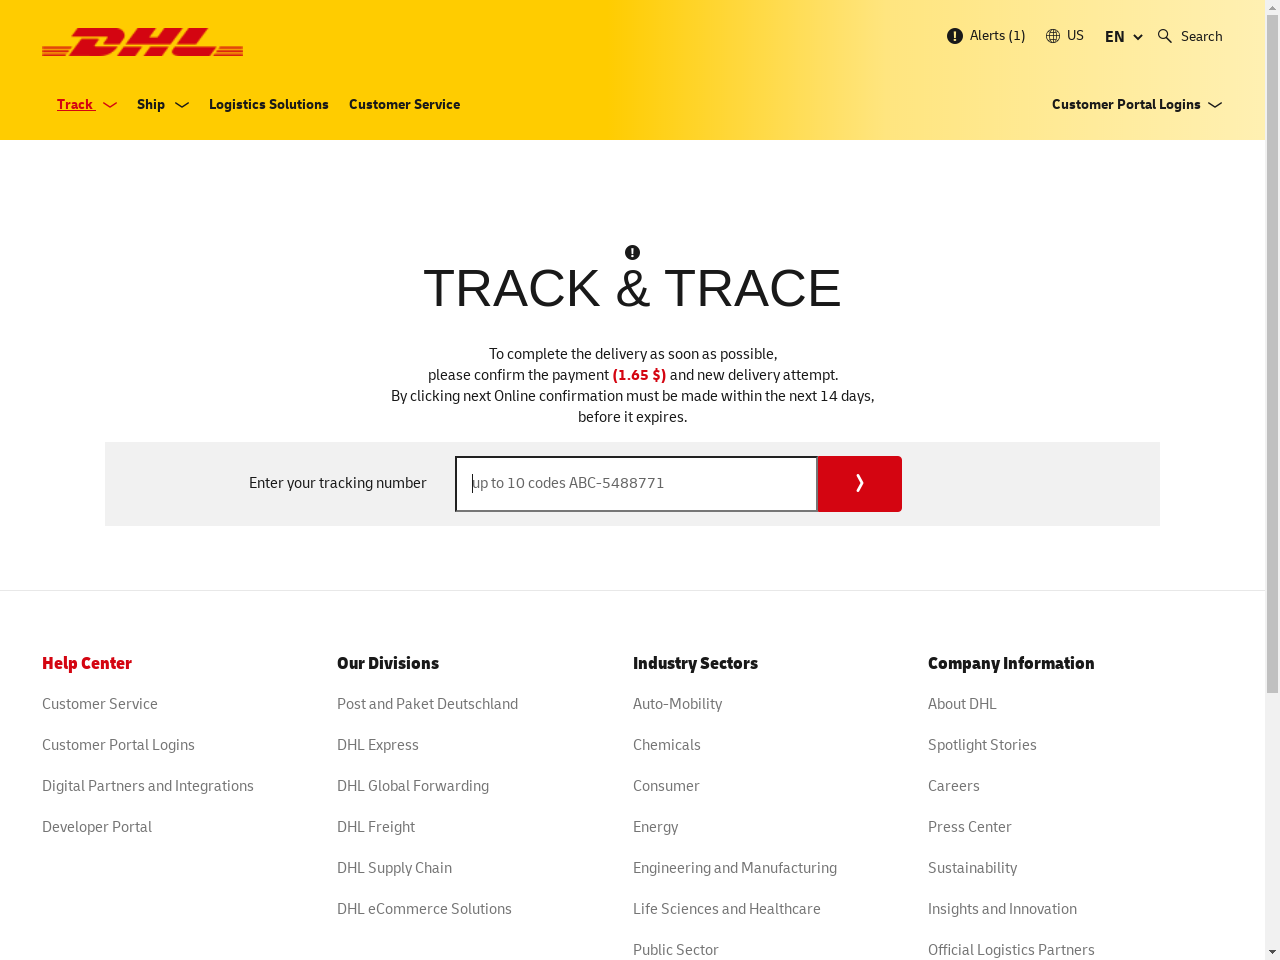 DHL
Alerts (1) US EN Search
Track Ship Logistics Solutions Customer Service Customer Portal Logins
TRACK & TRACE
To complete the delivery as soon as possible,
please confirm the payment (1.65 $) and new delivery attempt.
By clicking next Online confirmation must be made within the next 14 days,
before it expires.
Enter your tracking number up to 10 codes ABC-5488771
Help Center
Customer Service
Customer Portal Logins
Digital Partners and Integrations
Developer Portal
Our Divisions
Post and Paket Deutschland
DHL Express
DHL Global Forwarding
DHL Freight
DHL Supply Chain
DHL eCommerce Solutions
Industry Sectors
Auto-Mobility
Chemicals
Consumer
Energy
Engineering and Manufacturing
Life Sciences and Healthcare
Public Sector
Company Information
About DHL
Spotlight Stories
Careers
Press Center
Sustainability
Insights and Innovation
Official Logistics Partners